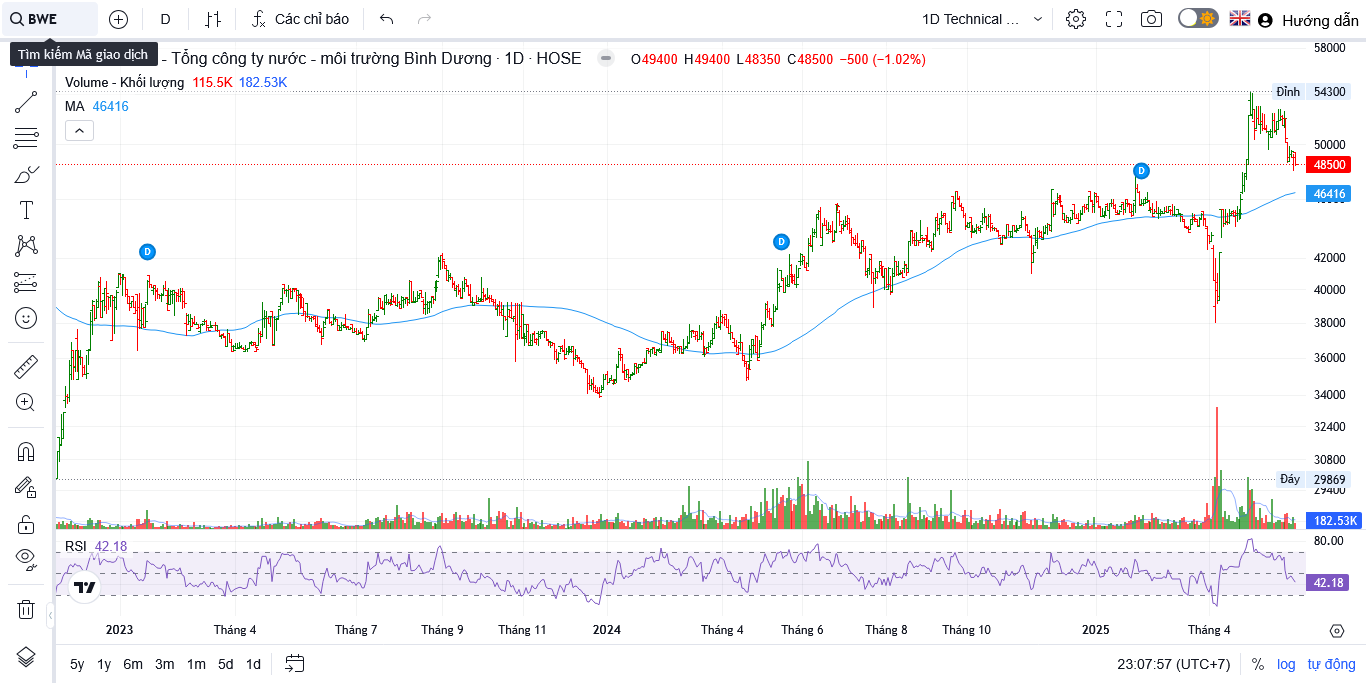 BWE D Các chỉ báo 1D Technical ... Hướng dẫn
Tìm kiếm Mã giao dịch - Tổng công ty nước - môi trường Bình Dương · 1D · HOSE O49400 H49400 L48350 C48500 −500 (−1.02%)
Volume - Khối lượng 115.5K 182.53K
MA 46416
58000
Đỉnh 54300
50000
48500
46416
42000
40000
38000
36000
34000
32400
30800
Đáy 29869
29400
182.53K
RSI 42.18
80.00
42.18
D D D
2023 Tháng 4 Tháng 7 Tháng 9 Tháng 11 2024 Tháng 4 Tháng 6 Tháng 8 Tháng 10 2025 Tháng 4
5y 1y 6m 3m 1m 5d 1d 23:07:57 (UTC+7) % log tự động